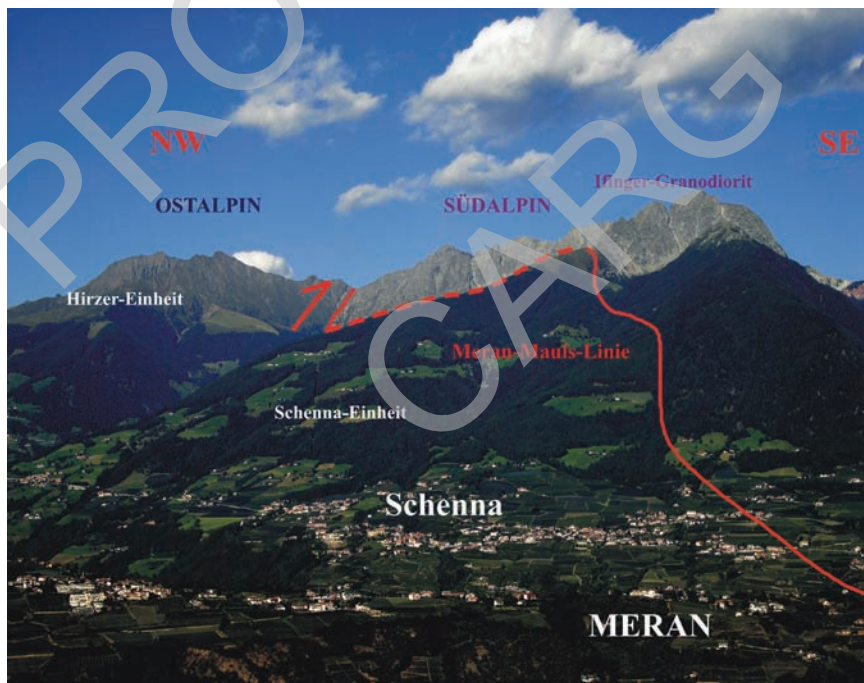 NW
SE
Ifinger-Granodiorit
OSTALPIN
SÜDALPIN
Hirzer-Einheit
Meran-Mauls-Linie
Schenna-Einheit
Schenna
MERAN
PRO
CARG